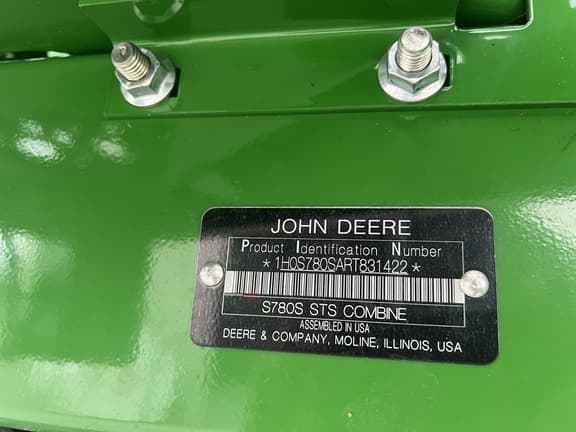 JOHN DEERE
Product Identification Number
*1H0S780SART831422*
S780S STS COMBINE
ASSEMBLED IN USA
DEERE & COMPANY, MOLINE, ILLINOIS, USA